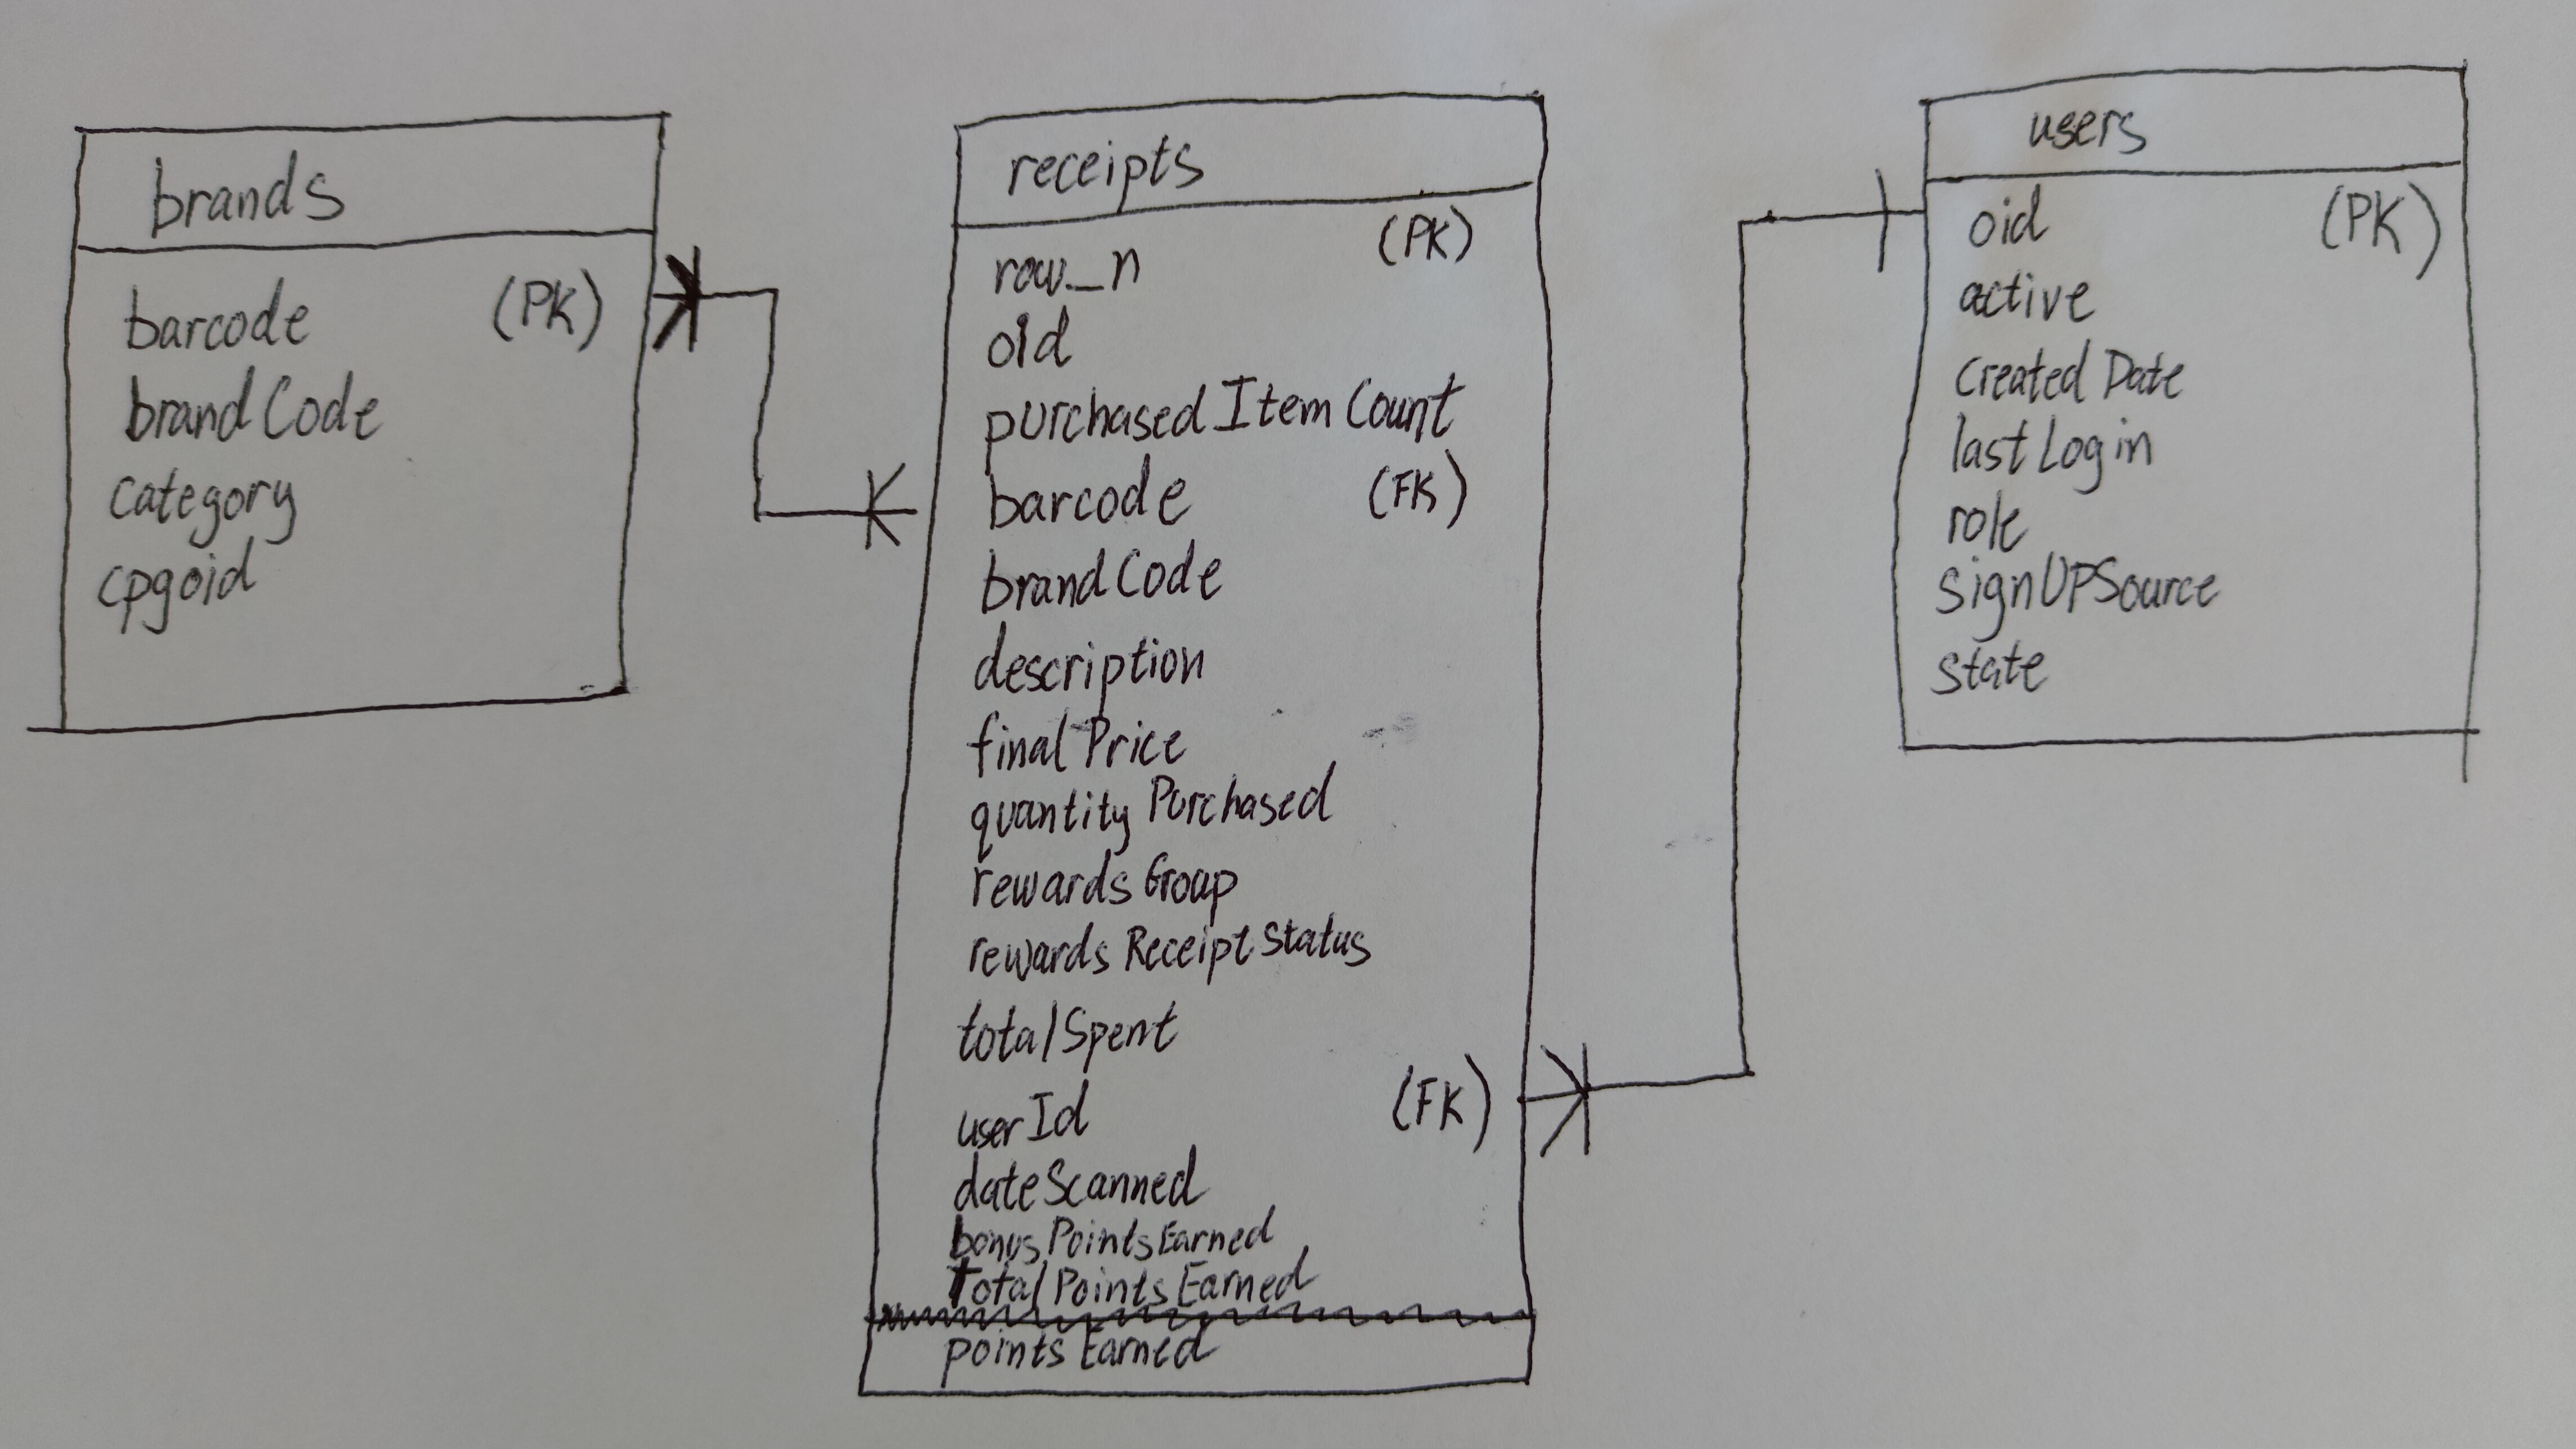 brands
barcode (PK)
brandCode
category
cpgoid
receipts
row_n (PK)
oid
purchasedItemCount
barcode (FK)
brandCode
description
finalPrice
quantityPurchased
rewardsGroup
rewardsReceiptStatus
totalSpent
userId (FK)
dateScanned
bonusPointsEarned
TotalPointsEarned
pointsEarned
users
oid (PK)
active
createdDate
lastLogin
role
signUPSource
state